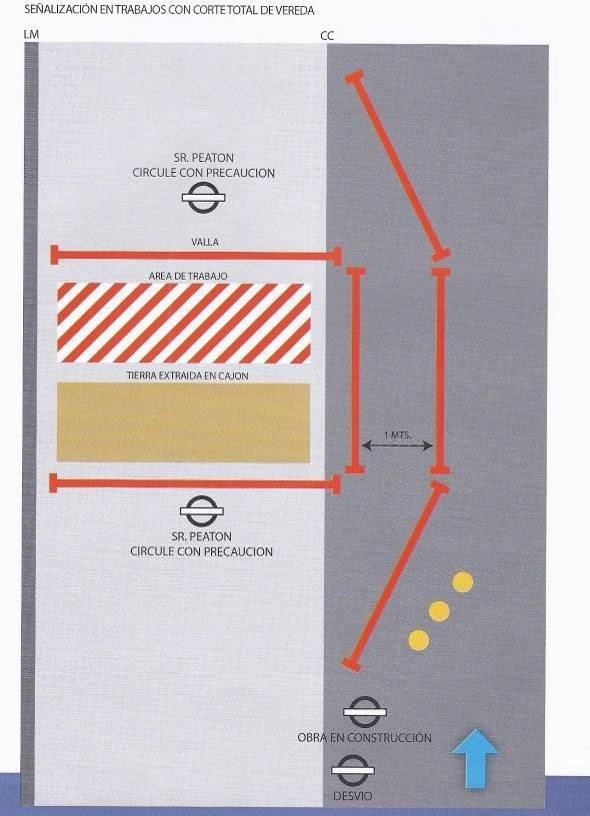 SEÑALIZACIÓN EN TRABAJOS CON CORTE TOTAL DE VEREDA
LM
CC
SR. PEATON
CIRCULE CON PRECAUCION
VALLA
AREA DE TRABAJO
TIERRA EXTRAIDA EN CAJON
1 MTS.
SR. PEATON
CIRCULE CON PRECAUCION
OBRA EN CONSTRUCCIÓN
DESVIO